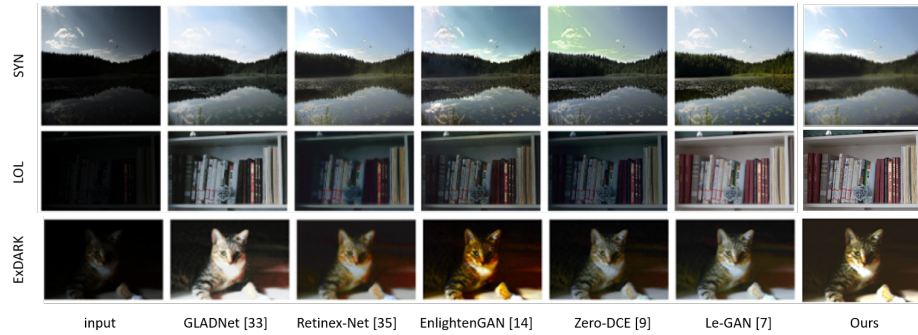 SYN
LOL
ExDARK
input GLADNet [33] Retinex-Net [35] EnlightenGAN [14] Zero-DCE [9] Le-GAN [7] Ours